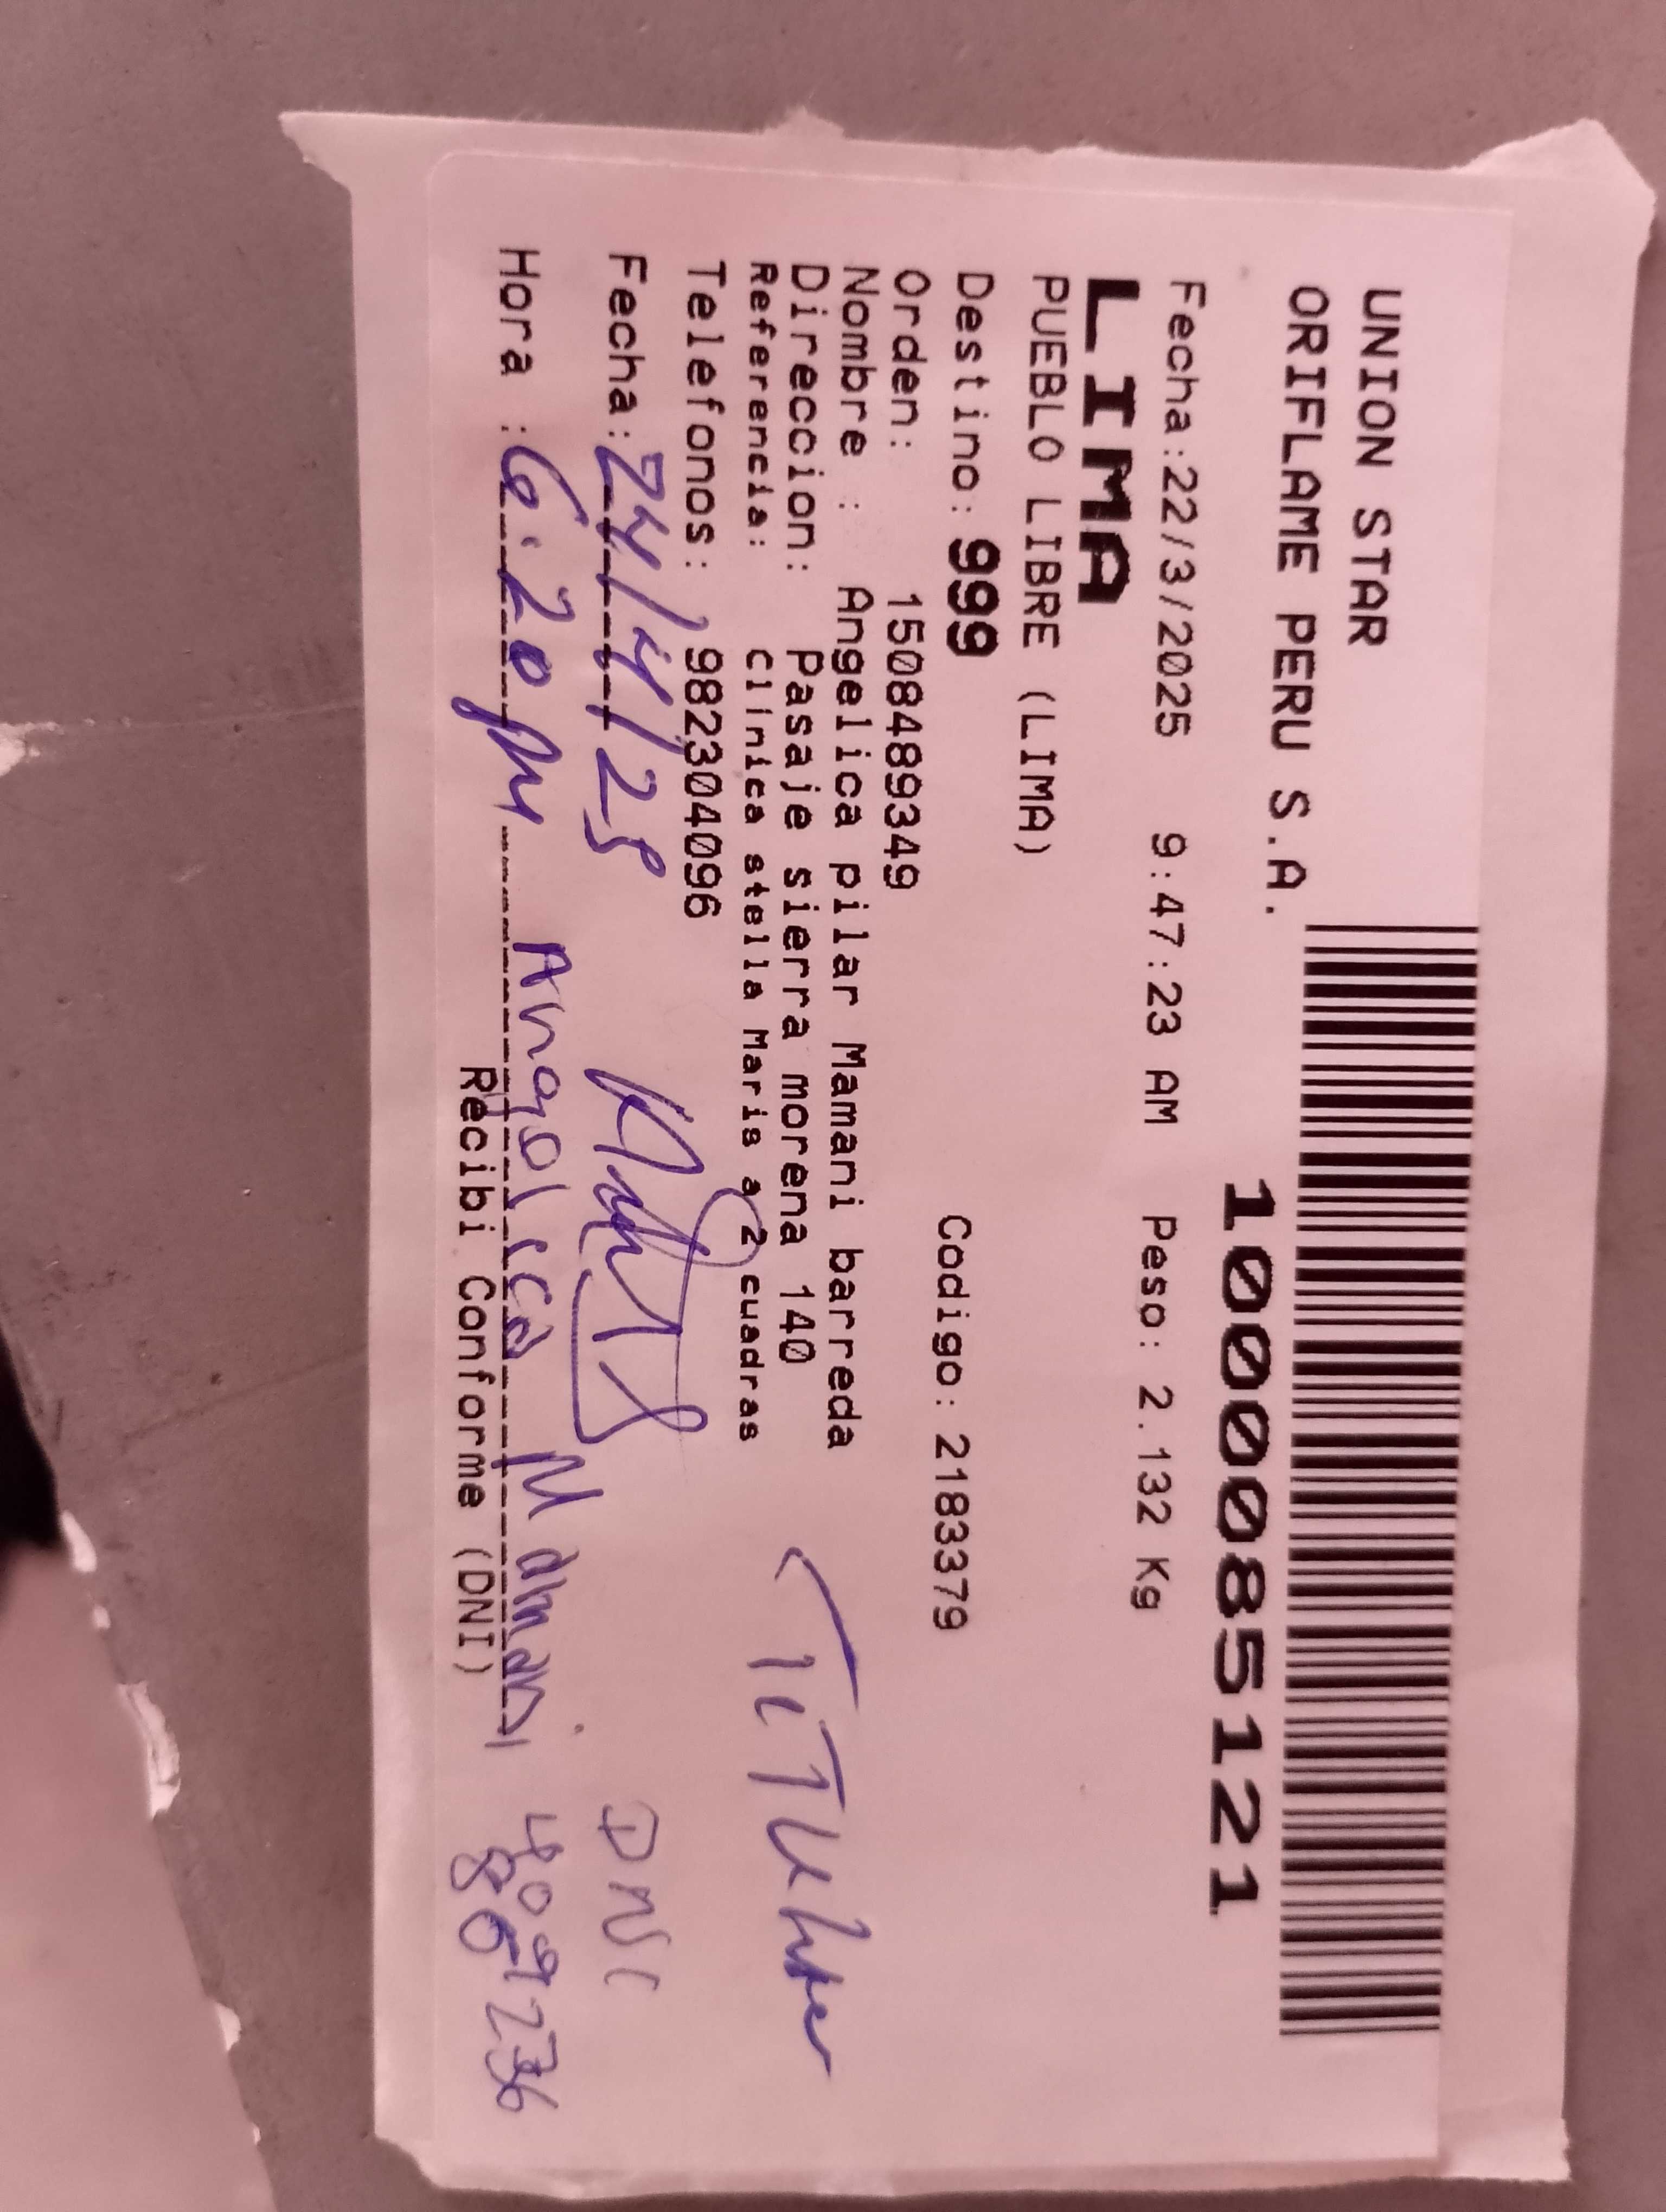 UNION STAR
ORIFLAME PERU S.A.
10000851 21
Fecha:22/3/2025 9:47:23 AM Peso: 2.132 Kg
LIMA
PUEBLO LIBRE (LIMA)
Destino: 999 Codigo: 2183379
Orden: 1508489349
Nombre : Angelica pilar Mamani barreda
Direccion: Pasaje sierra morena 140
Referencia: Clinica stella Maris a 2 cuadras
Telefonos: 982304096
TiTular
Fecha: 24/4/25
DNI
Hora : 6:20 PM Angelica Mamani
Recibi Conforme (DNI)